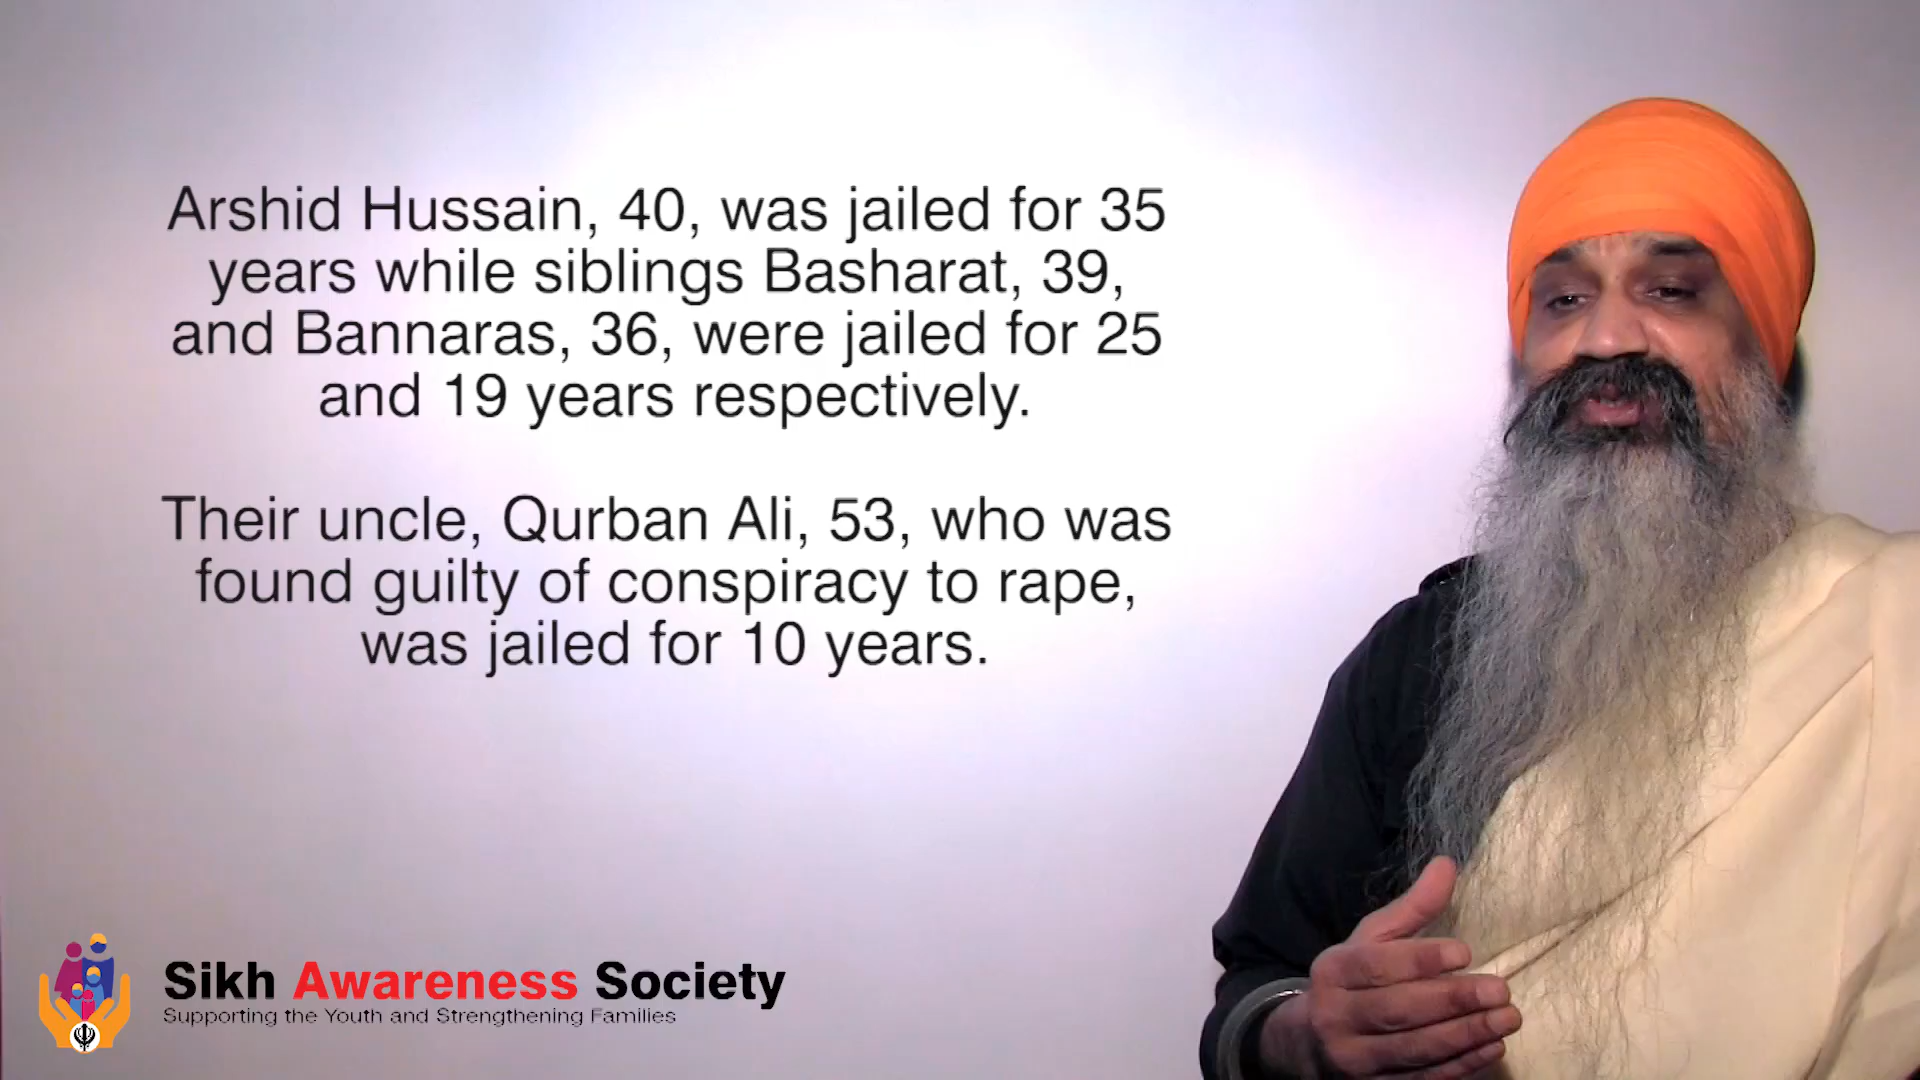 Arshid Hussain, 40, was jailed for 35
years while siblings Basharat, 39,
and Bannaras, 36, were jailed for 25
and 19 years respectively.
Their uncle, Qurban Ali, 53, who was
found guilty of conspiracy to rape,
was jailed for 10 years.
Sikh Awareness Society
Supporting the Youth and Strengthening Families